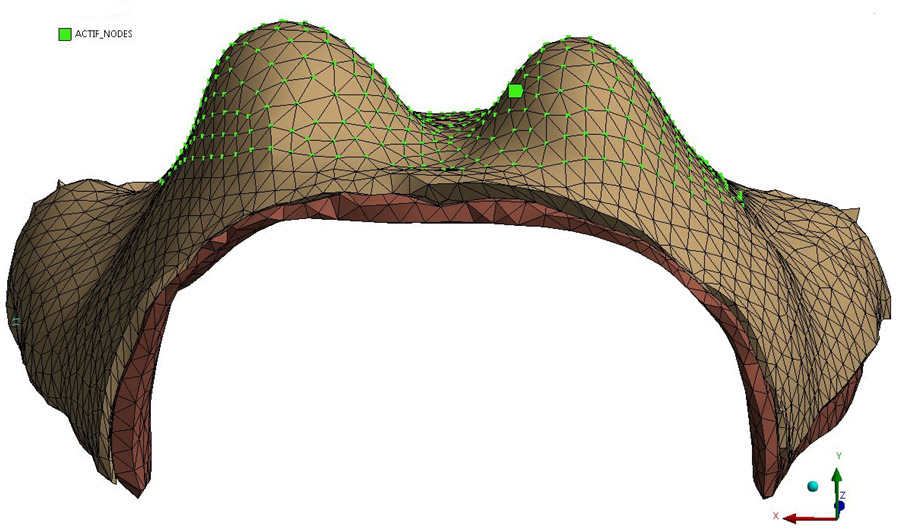 ACTIF_NODES
Y
Z
X